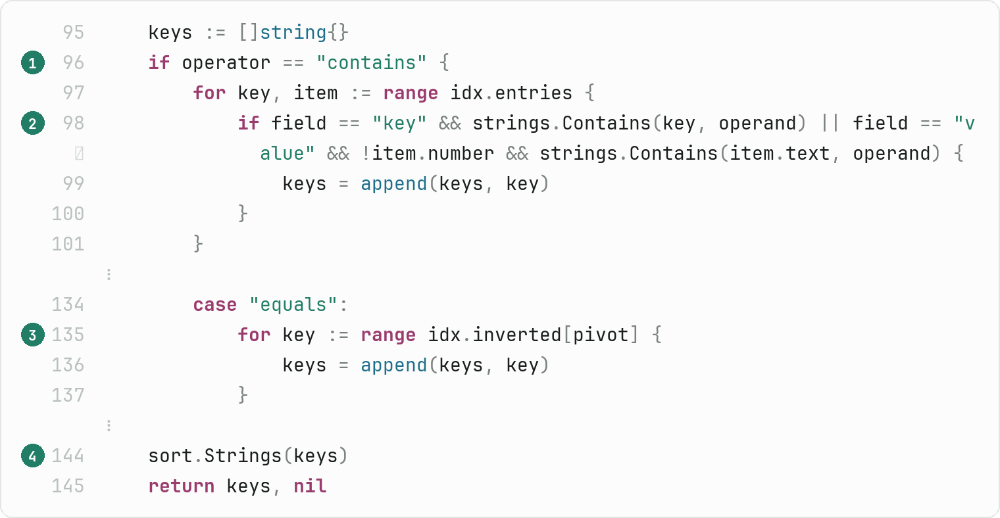 95 keys := []string{}
1 96 if operator == "contains" {
97 for key, item := range idx.entries {
2 98 if field == "key" && strings.Contains(key, operand) || field == "v
alue" && !item.number && strings.Contains(item.text, operand) {
99 keys = append(keys, key)
100 }
101 }
⋮
134 case "equals":
3 135 for key := range idx.inverted[pivot] {
136 keys = append(keys, key)
137 }
⋮
4 144 sort.Strings(keys)
145 return keys, nil